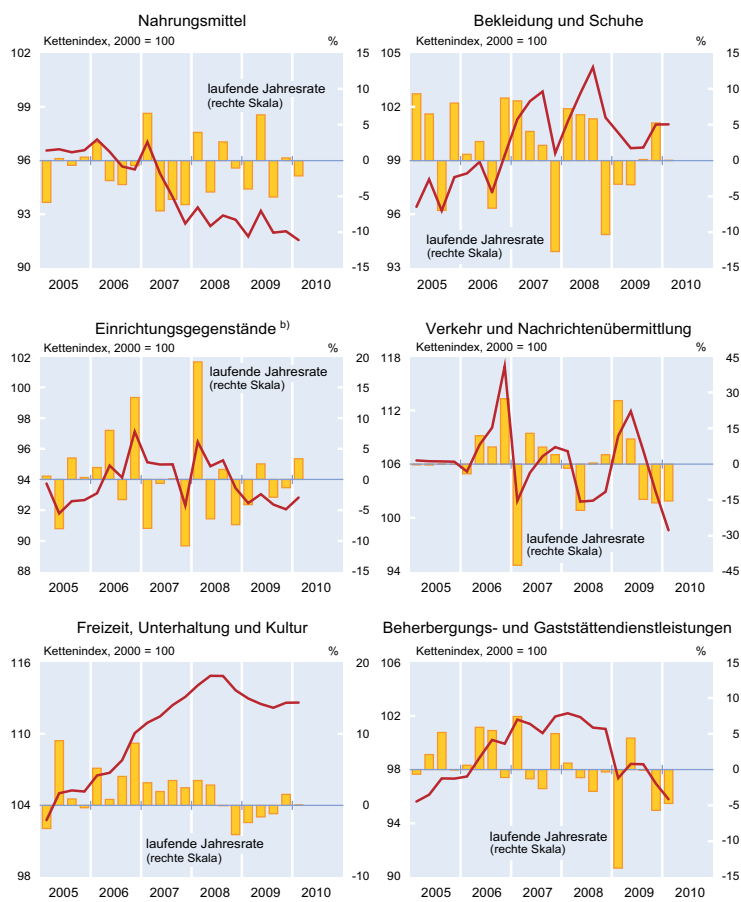 Nahrungsmittel
Kettenindex, 2000 = 100 %
102 15
laufende Jahresrate
(rechte Skala)
10
99
5
96 0
-5
93
-10
90 -15
2005 2006 2007 2008 2009 2010
Bekleidung und Schuhe
Kettenindex, 2000 = 100 %
105 15
10
102
5
99 0
-5
96
laufende Jahresrate
(rechte Skala)
-10
93 -15
2005 2006 2007 2008 2009 2010
Einrichtungsgegenstände b)
Kettenindex, 2000 = 100 %
102 20
laufende Jahresrate
(rechte Skala)
15
98
10
96
5
94 0
92 -5
90 -10
88 -15
2005 2006 2007 2008 2009 2010
Verkehr und Nachrichtenübermittlung
Kettenindex, 2000 = 100 %
118 45
30
112
15
106 0
-15
100
laufende Jahresrate
(rechte Skala)
-30
94 -45
2005 2006 2007 2008 2009 2010
Freizeit, Unterhaltung und Kultur
Kettenindex, 2000 = 100 %
116 20
110 10
104 0
laufende Jahresrate
(rechte Skala)
98 -10
2005 2006 2007 2008 2009 2010
Beherbergungs- und Gaststättendienstleistungen
Kettenindex, 2000 = 100 %
106 15
10
102
5
98 0
-5
94
laufende Jahresrate
(rechte Skala)
-10
90 -15
2005 2006 2007 2008 2009 2010